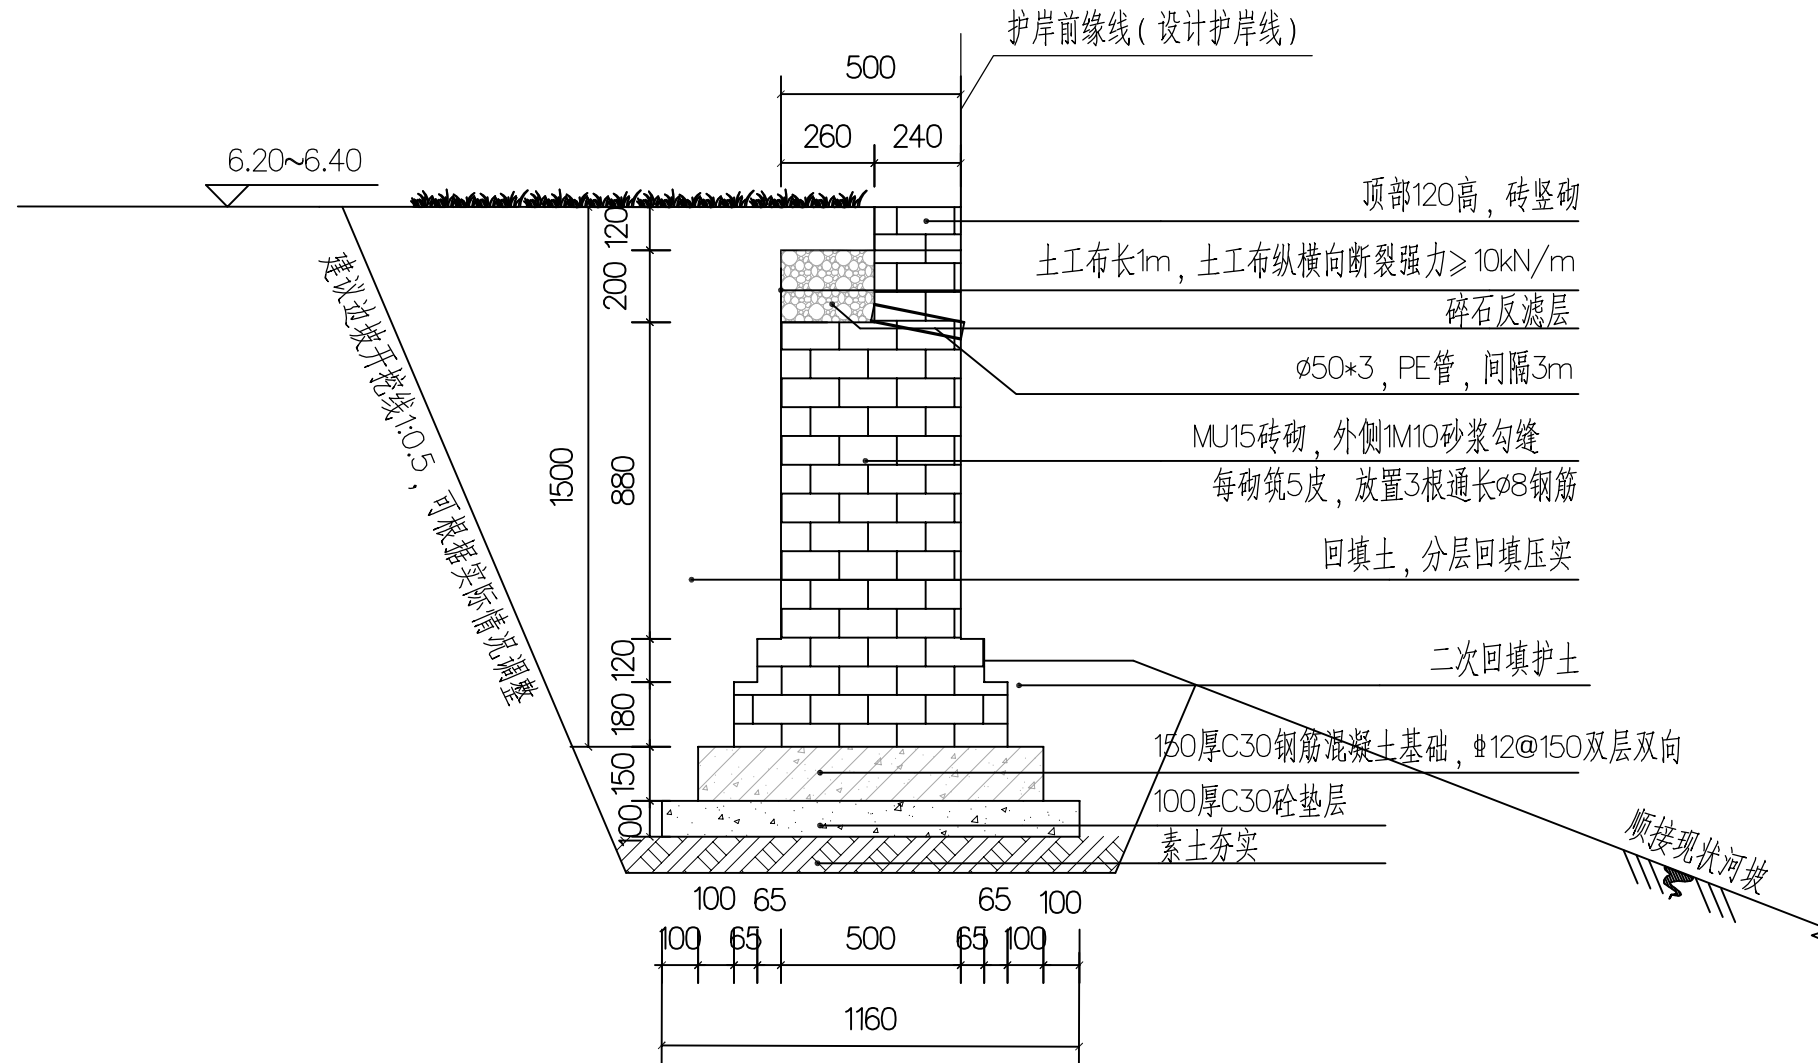 护岸前缘线(设计护岸线)
500
260
240
6.20~6.40
顶部120高,砖竖砌
120
土工布长1m,土工布纵横向断裂强力≥10kN/m
200
碎石反滤层
ø50*3,PE管,间隔3m
建议边坡开挖线1:0.5,可根据实际情况调整
MU15砖砌,外侧1M10砂浆勾缝
1500
880
每砌筑5皮,放置3根通长ø8钢筋
回填土,分层回填压实
120
二次回填护土
180
150厚C30钢筋混凝土基础,ф12@150双层双向
150
100厚C30砼垫层
100
素土夯实
顺接现状河坡
100
65
65
100
100
65
500
65
100
1160